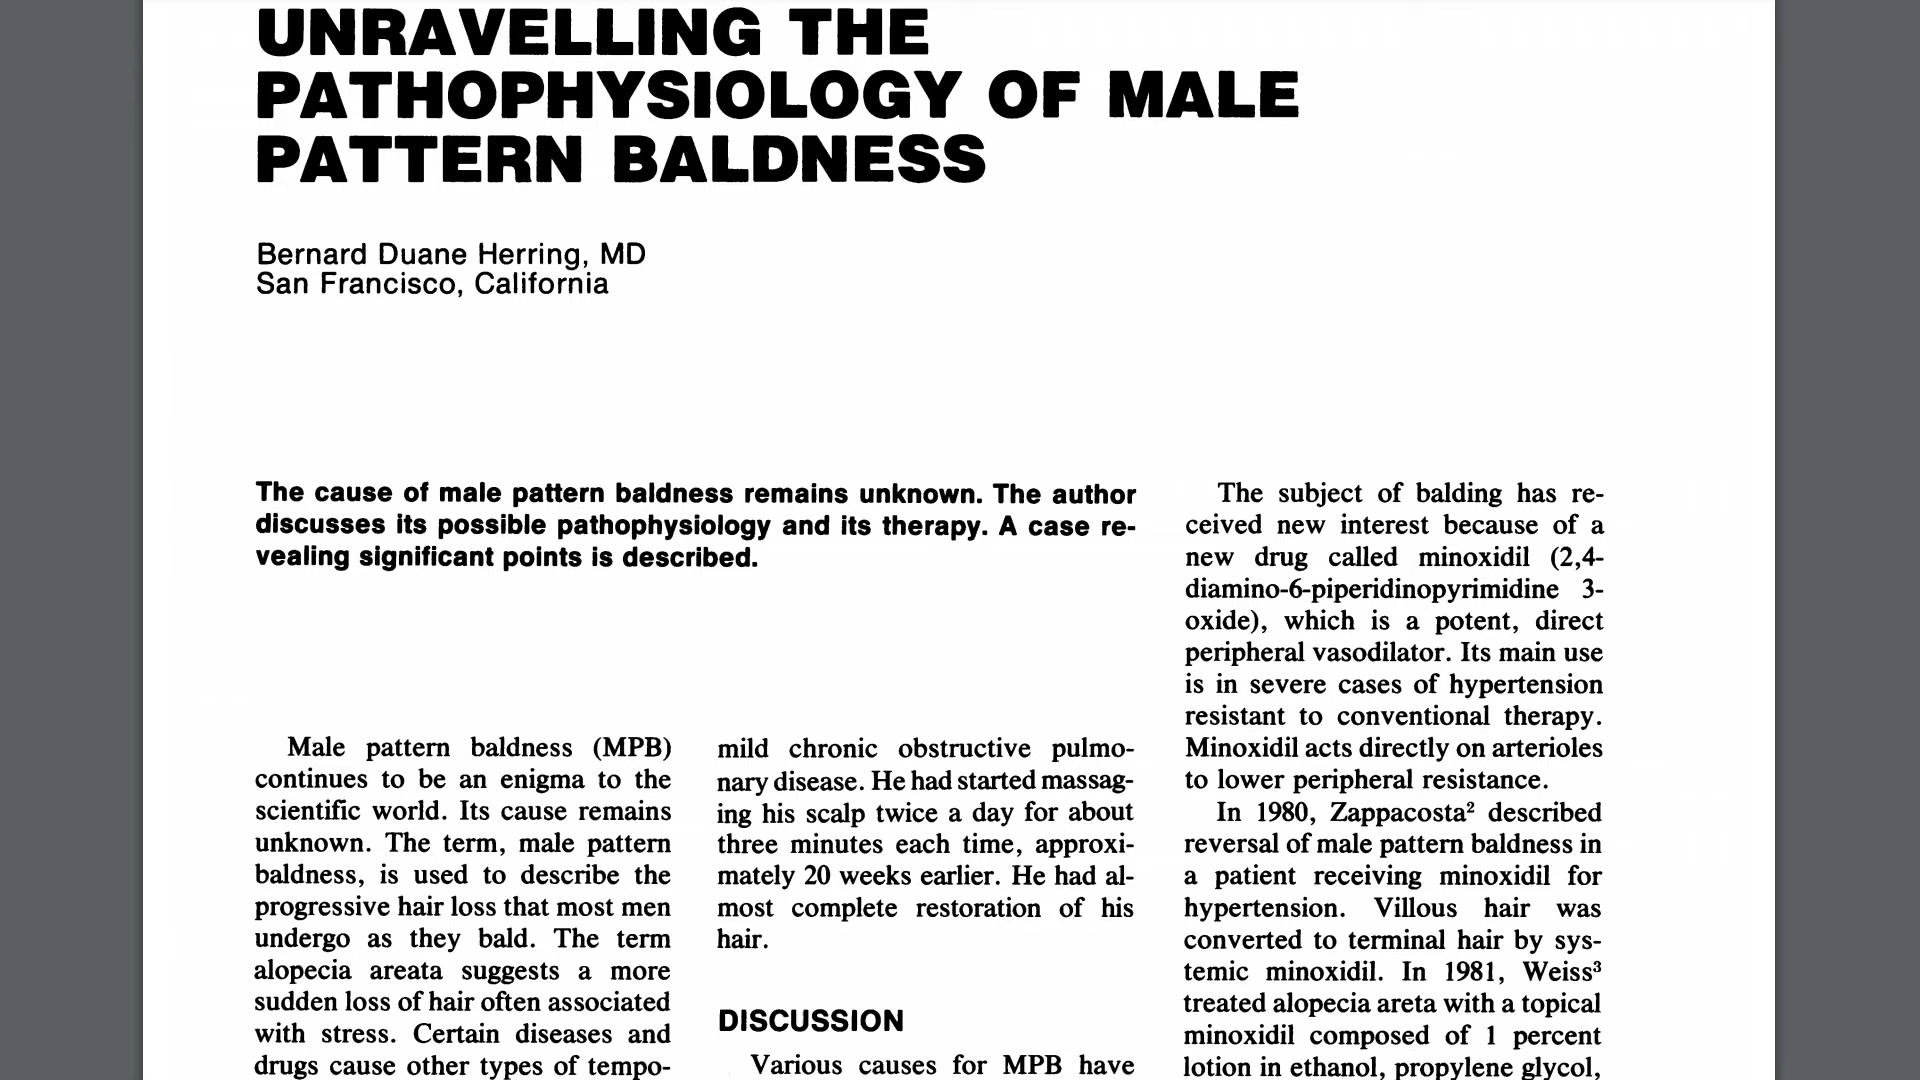 UNRAVELLING THE
PATHOPHYSIOLOGY OF MALE
PATTERN BALDNESS
Bernard Duane Herring, MD
San Francisco, California
The cause of male pattern baldness remains unknown. The author
discusses its possible pathophysiology and its therapy. A case re-
vealing significant points is described.
Male pattern baldness (MPB)
continues to be an enigma to the
scientific world. Its cause remains
unknown. The term, male pattern
baldness, is used to describe the
progressive hair loss that most men
undergo as they bald. The term
alopecia areata suggests a more
sudden loss of hair often associated
with stress. Certain diseases and
drugs cause other types of tempo-
mild chronic obstructive pulmo-
nary disease. He had started massag-
ing his scalp twice a day for about
three minutes each time, approxi-
mately 20 weeks earlier. He had al-
most complete restoration of his
hair.
DISCUSSION
Various causes for MPB have
The subject of balding has re-
ceived new interest because of a
new drug called minoxidil (2,4-
diamino-6-piperidinopyrimidine 3-
oxide), which is a potent, direct
peripheral vasodilator. Its main use
is in severe cases of hypertension
resistant to conventional therapy.
Minoxidil acts directly on arterioles
to lower peripheral resistance.
In 1980, Zappacosta² described
reversal of male pattern baldness in
a patient receiving minoxidil for
hypertension. Villous hair was
converted to terminal hair by sys-
temic minoxidil. In 1981, Weiss³
treated alopecia areta with a topical
minoxidil composed of 1 percent
lotion in ethanol, propylene glycol,